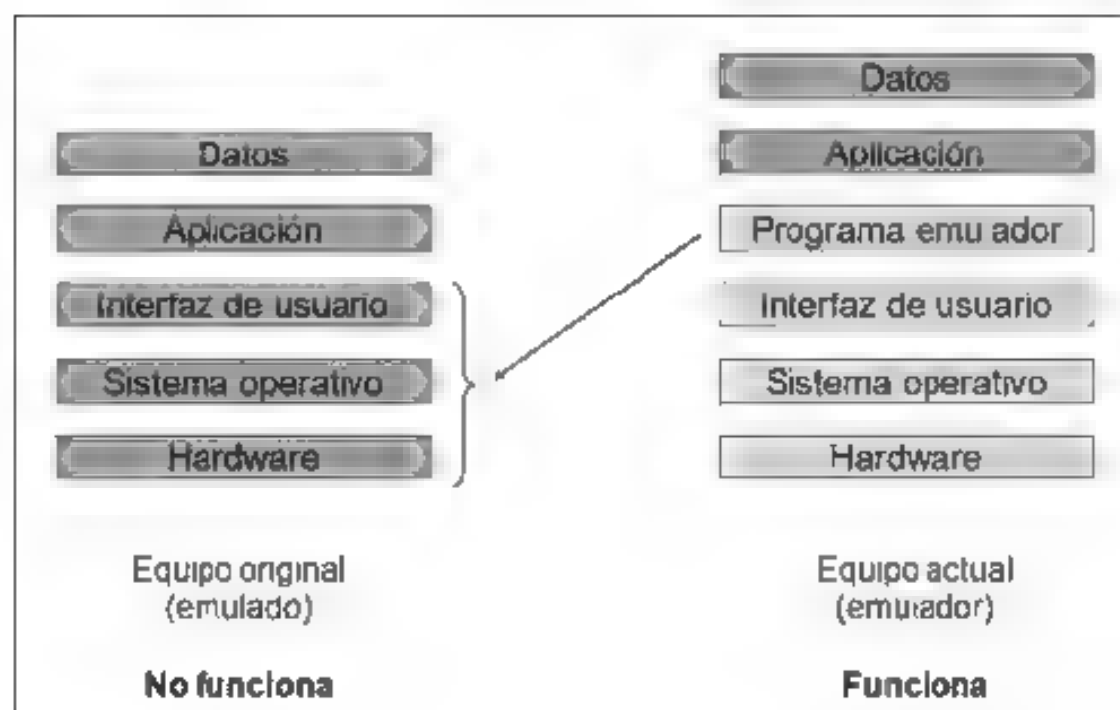 Datos
Aplicación
Interfaz de usuario
Sistema operativo
Hardware
Equipo original
(emulado)
No funciona
Datos
Aplicación
Programa emulador
Interfaz de usuario
Sistema operativo
Hardware
Equipo actual
(emulador)
Funciona